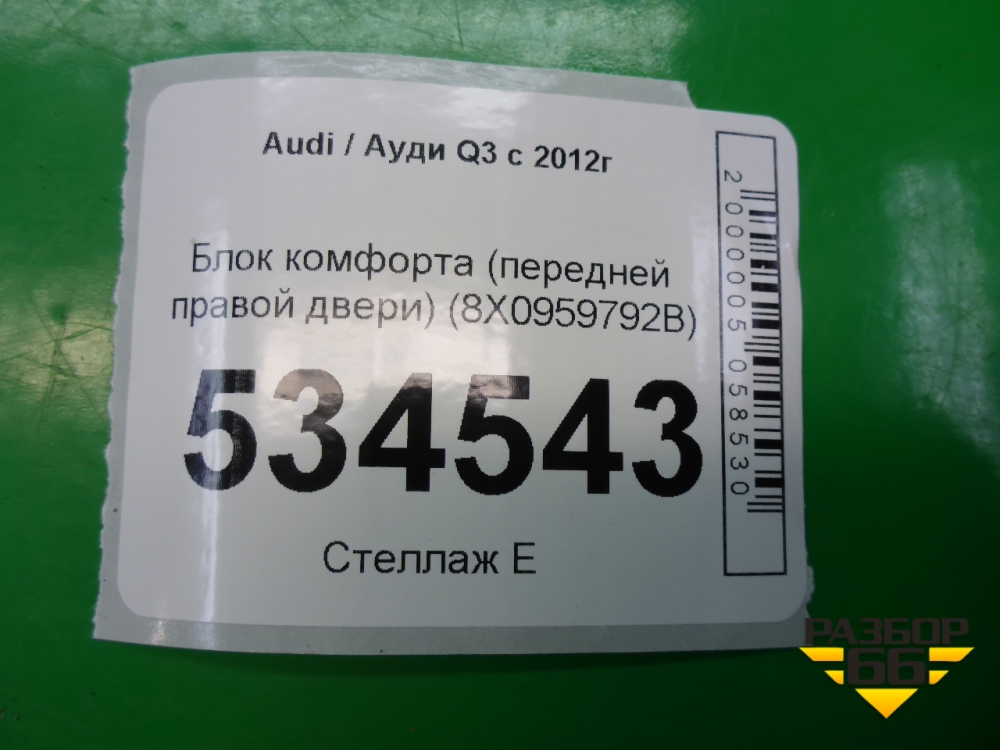 Audi / Ауди Q3 с 2012г
Блок комфорта (передней
правой двери) (8X0959792B)
534543
Стеллаж Е
2000005058530
РАЗБОР
66